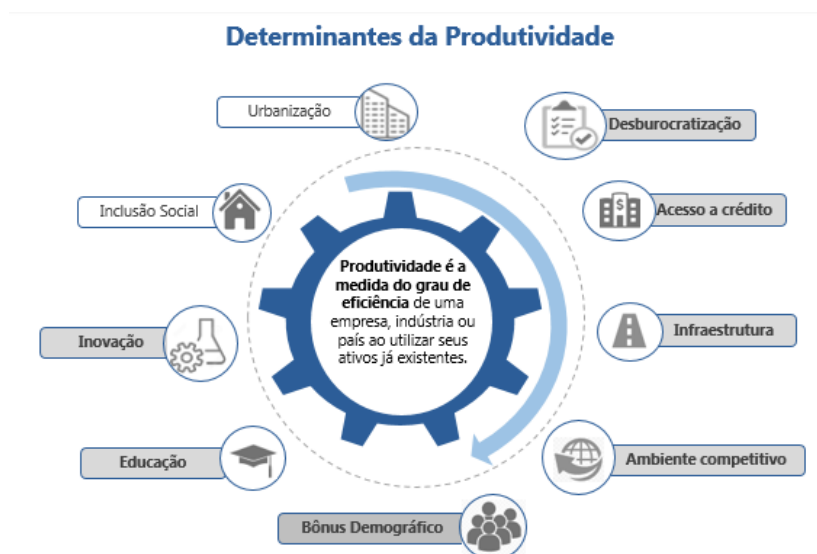 Determinantes da Produtividade
Urbanização
Desburocratização
Inclusão Social
Acesso a crédito
Produtividade é a
medida do grau de
eficiência de uma
empresa, indústria ou
país ao utilizar seus
ativos já existentes.
Inovação
Infraestrutura
Educação
Ambiente competitivo
Bônus Demográfico